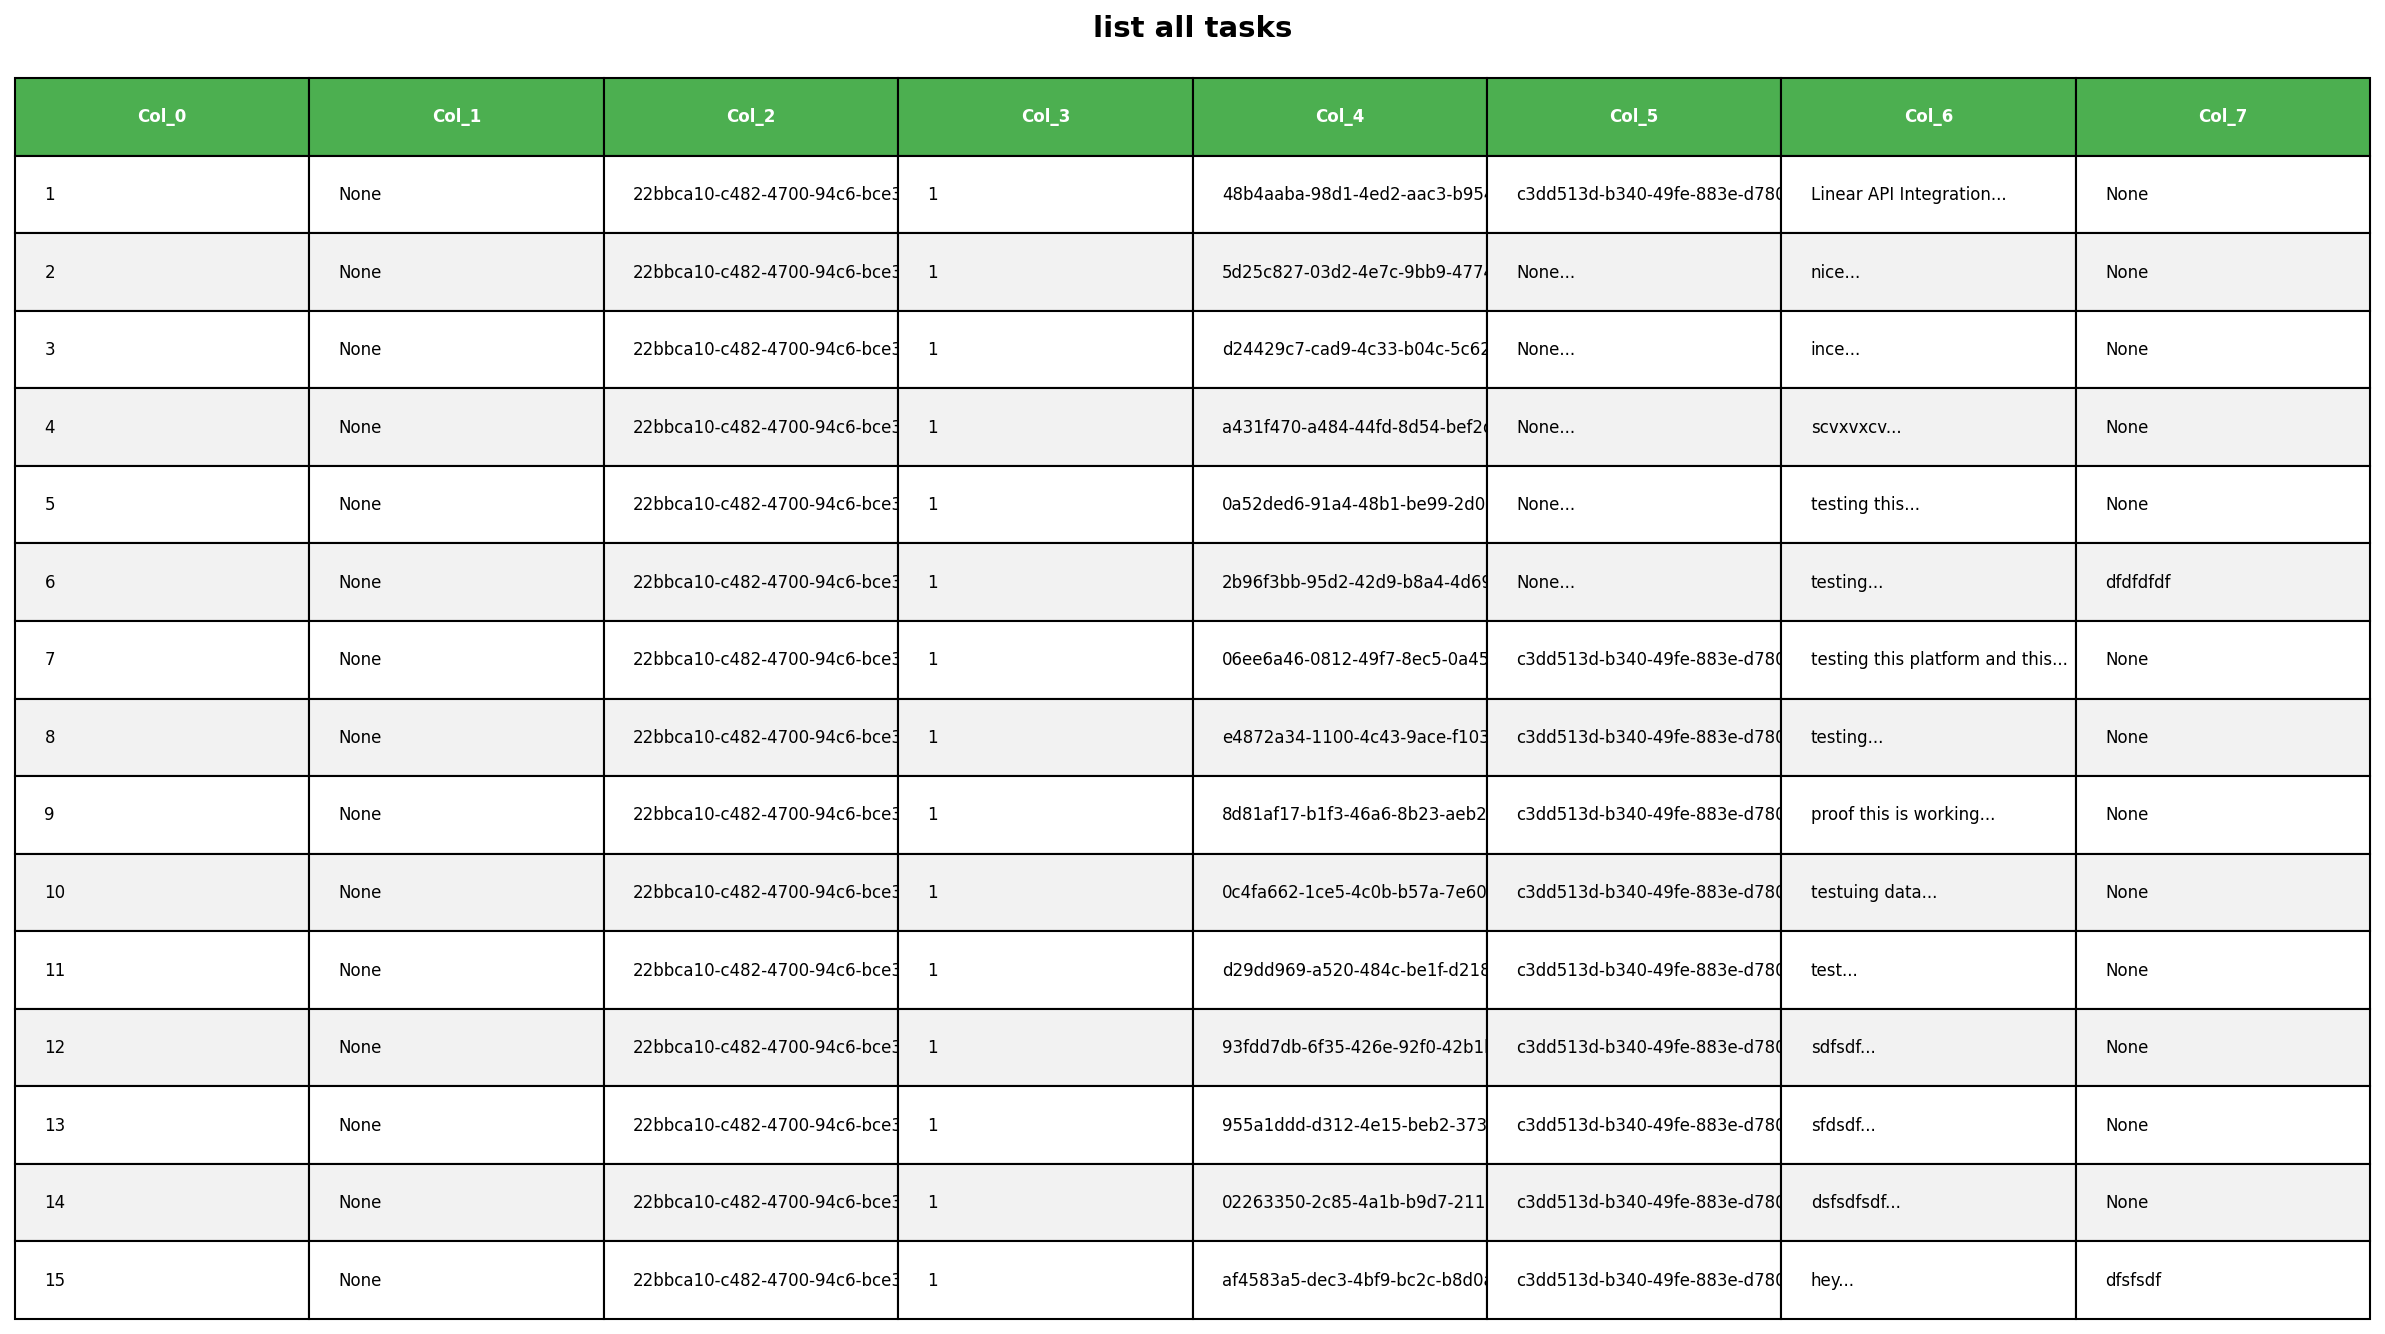 list all tasks
Col_0 Col_1 Col_2 Col_3 Col_4 Col_5 Col_6 Col_7
1 None 22bbca10-c482-4700-94c6-bce3 1 48b4aaba-98d1-4ed2-aac3-b954 c3dd513d-b340-49fe-883e-d780 Linear API Integration... None
2 None 22bbca10-c482-4700-94c6-bce3 1 5d25c827-03d2-4e7c-9bb9-4774 None... nice... None
3 None 22bbca10-c482-4700-94c6-bce3 1 d24429c7-cad9-4c33-b04c-5c62 None... ince... None
4 None 22bbca10-c482-4700-94c6-bce3 1 a431f470-a484-44fd-8d54-bef2 None... scvxvxcv... None
5 None 22bbca10-c482-4700-94c6-bce3 1 0a52ded6-91a4-48b1-be99-2d0 None... testing this... None
6 None 22bbca10-c482-4700-94c6-bce3 1 2b96f3bb-95d2-42d9-b8a4-4d69 None... testing... dfdfdfdf
7 None 22bbca10-c482-4700-94c6-bce3 1 06ee6a46-0812-49f7-8ec5-0a45 c3dd513d-b340-49fe-883e-d780 testing this platform and this... None
8 None 22bbca10-c482-4700-94c6-bce3 1 e4872a34-1100-4c43-9ace-f103 c3dd513d-b340-49fe-883e-d780 testing... None
9 None 22bbca10-c482-4700-94c6-bce3 1 8d81af17-b1f3-46a6-8b23-aeb2 c3dd513d-b340-49fe-883e-d780 proof this is working... None
10 None 22bbca10-c482-4700-94c6-bce3 1 0c4fa662-1ce5-4c0b-b57a-7e60 c3dd513d-b340-49fe-883e-d780 testuing data... None
11 None 22bbca10-c482-4700-94c6-bce3 1 d29dd969-a520-484c-be1f-d218 c3dd513d-b340-49fe-883e-d780 test... None
12 None 22bbca10-c482-4700-94c6-bce3 1 93fdd7db-6f35-426e-92f0-42b1 c3dd513d-b340-49fe-883e-d780 sdfsdf... None
13 None 22bbca10-c482-4700-94c6-bce3 1 955a1ddd-d312-4e15-beb2-373 c3dd513d-b340-49fe-883e-d780 sfdsdf... None
14 None 22bbca10-c482-4700-94c6-bce3 1 02263350-2c85-4a1b-b9d7-211 c3dd513d-b340-49fe-883e-d780 dsfsdfsdf... None
15 None 22bbca10-c482-4700-94c6-bce3 1 af4583a5-dec3-4bf9-bc2c-b8d0 c3dd513d-b340-49fe-883e-d780 hey... dfsfsdf